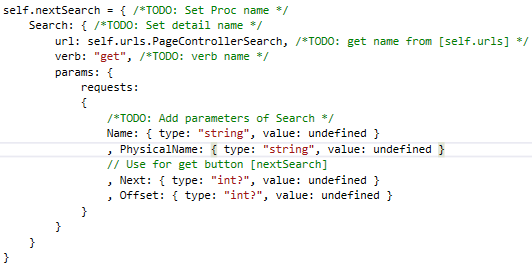 self.nextSearch = { /*TODO: Set Proc name */
Search: { /*TODO: Set detail name */
url: self.urls.PageControllerSearch, /*TODO: get name from [self.urls] */
verb: "get", /*TODO: verb name */
params: {
requests:
{
/*TODO: Add parameters of Search */
Name: { type: "string", value: undefined }
, PhysicalName: { type: "string", value: undefined }
// Use for get button [nextSearch]
, Next: { type: "int?", value: undefined }
, Offset: { type: "int?", value: undefined }
}
}
}
}